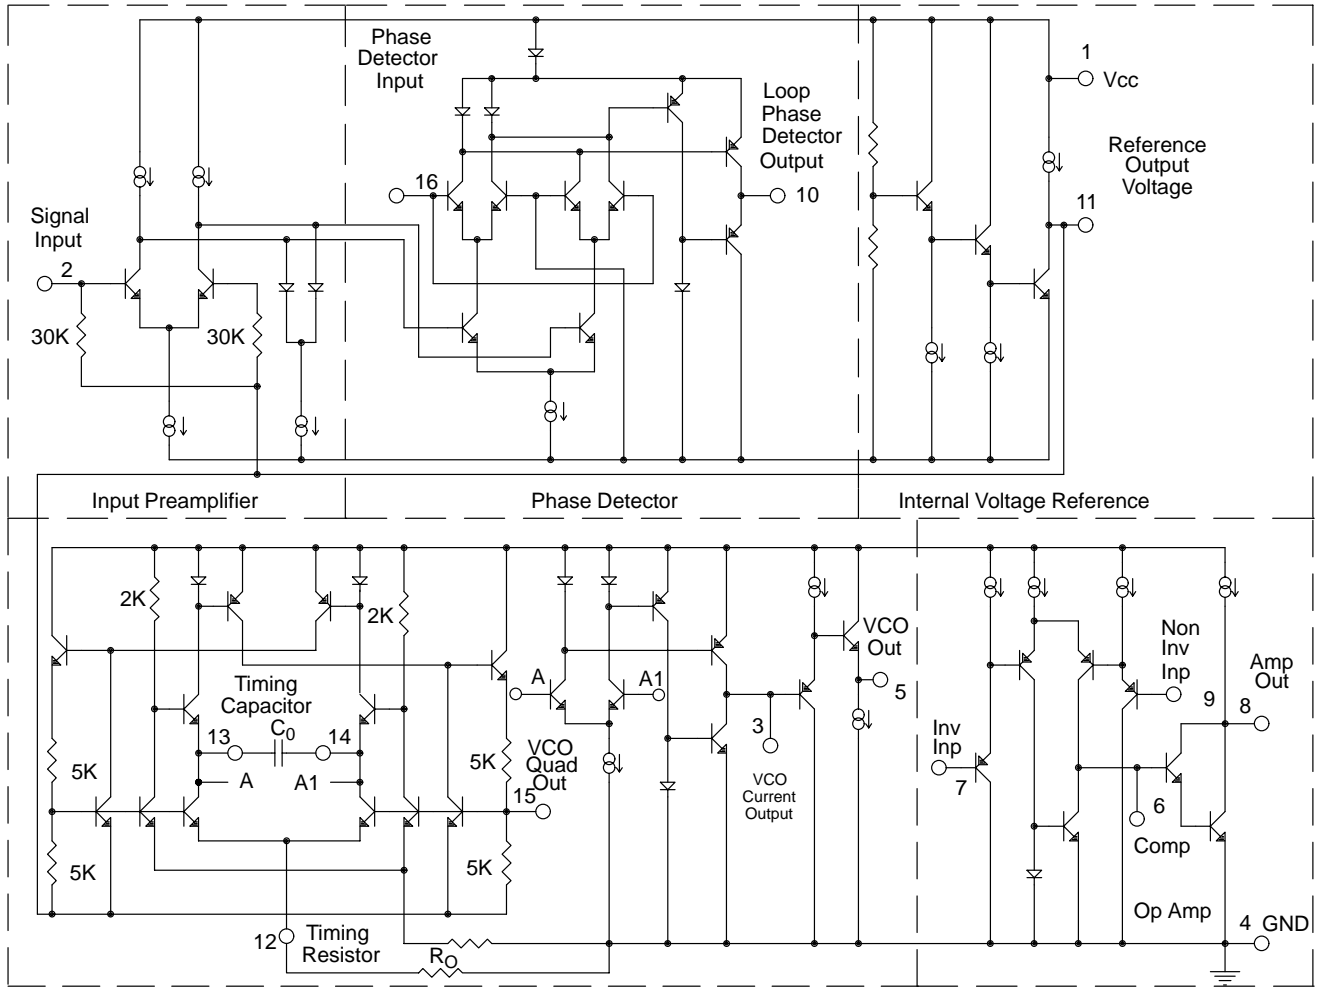 Phase
Detector
Input
Loop
Phase
Detector
Output
1
Vcc
Reference
Output
Voltage
16
10
11
Signal
Input
2
30K
30K
Input Preamplifier
Phase Detector
Internal Voltage Reference
2K
2K
Timing
Capacitor
C0
13
14
A
A1
A
A1
VCO
Out
5
Non
Inv
Inp
Amp
Out
9
8
3
VCO
Quad
Out
15
5K
5K
5K
5K
VCO
Current
Output
Inv
Inp
7
6
Comp
Op Amp
4 GND
12
Timing
Resistor
RO